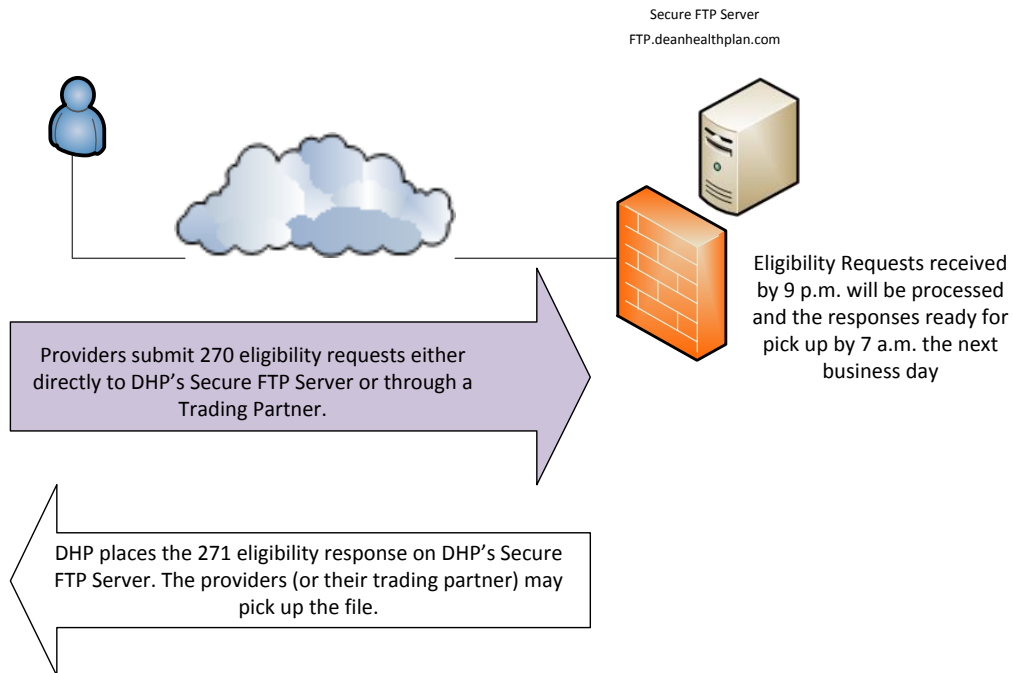 Secure FTP Server
FTP.deanhealthplan.com
Eligibility Requests received
by 9 p.m. will be processed
and the responses ready for
pick up by 7 a.m. the next
business day
Providers submit 270 eligibility requests either
directly to DHP’s Secure FTP Server or through a
Trading Partner.
DHP places the 271 eligibility response on DHP’s Secure
FTP Server. The providers (or their trading partner) may
pick up the file.